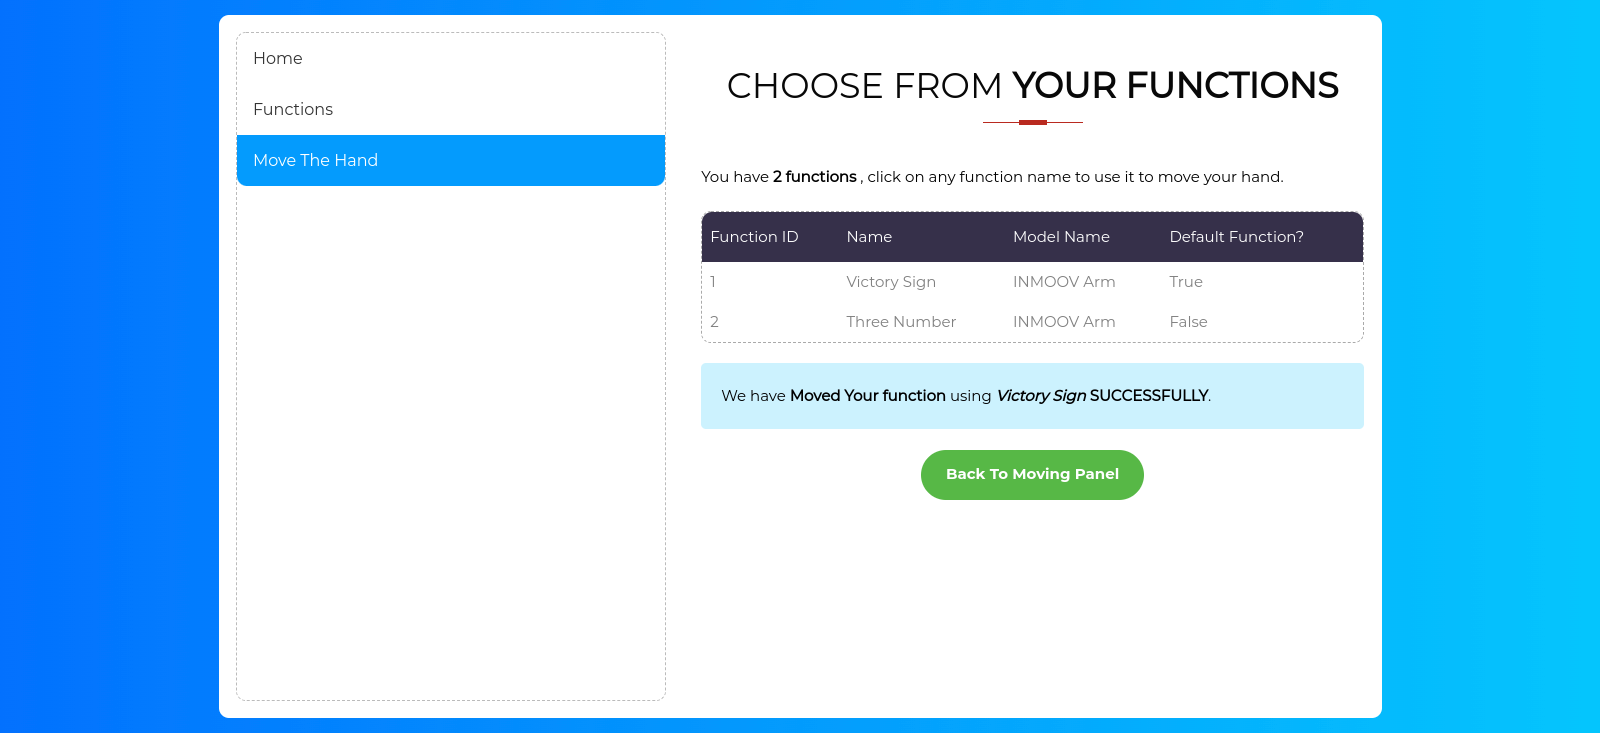 Home
Functions
Move The Hand
CHOOSE FROM YOUR FUNCTIONS
You have 2 functions , click on any function name to use it to move your hand.
Function ID Name Model Name Default Function?
1 Victory Sign INMOOV Arm True
2 Three Number INMOOV Arm False
We have Moved Your function using Victory Sign SUCCESSFULLY.
Back To Moving Panel